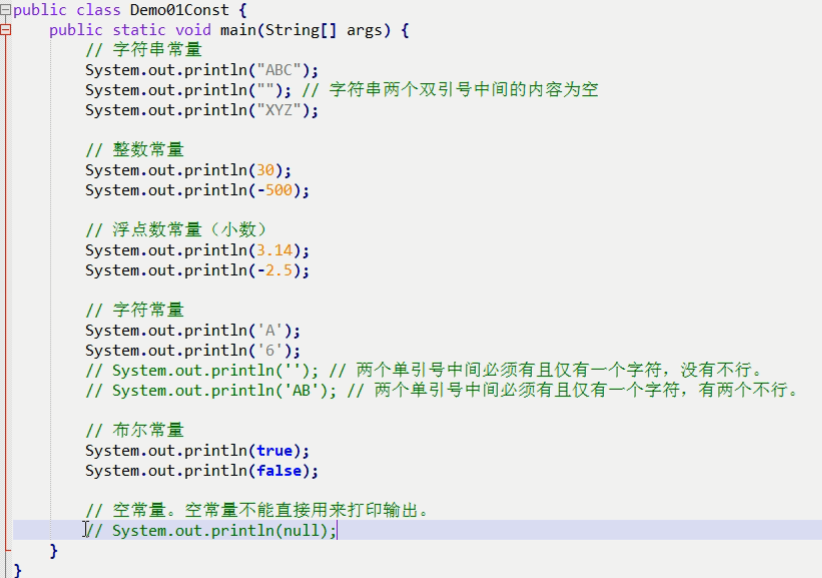 public class Demo01Const {
public static void main(String[] args) {
// 字符串常量
System.out.println("ABC");
System.out.println(""); // 字符串两个双引号中间的内容为空
System.out.println("XYZ");
// 整数常量
System.out.println(30);
System.out.println(-500);
// 浮点数常量（小数）
System.out.println(3.14);
System.out.println(-2.5);
// 字符常量
System.out.println('A');
System.out.println('6');
// System.out.println(''); // 两个单引号中间必须有且仅有一个字符，没有不行。
// System.out.println('AB'); // 两个单引号中间必须有且仅有一个字符，有两个不行。
// 布尔常量
System.out.println(true);
System.out.println(false);
// 空常量。空常量不能直接用来打印输出。
// System.out.println(null);
}
}